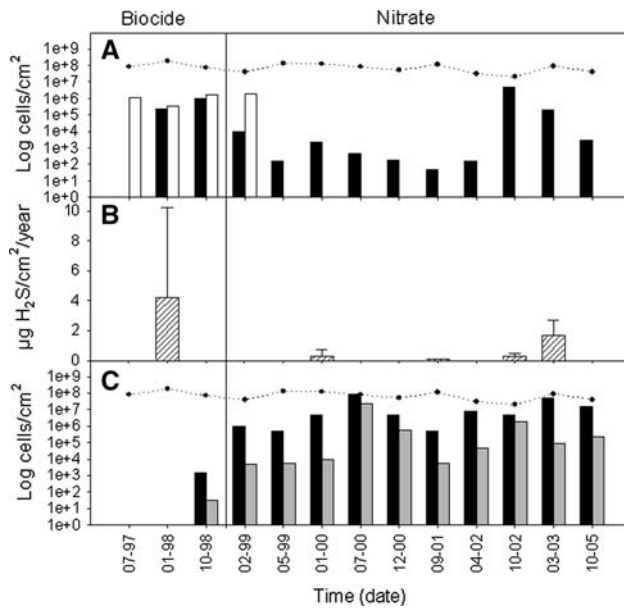 Biocide Nitrate
A
1e+9
1e+8
1e+7
1e+6
1e+5
1e+4
1e+3
1e+2
1e+1
1e+0
Log cells/cm²
B
10
8
6
4
2
0
µg H₂S/cm²/year
C
1e+9
1e+8
1e+7
1e+6
1e+5
1e+4
1e+3
1e+2
1e+1
1e+0
Log cells/cm²
07-97 01-98 10-98 02-99 05-99 01-00 07-00 12-00 09-01 04-02 10-02 03-03 10-05
Time (date)